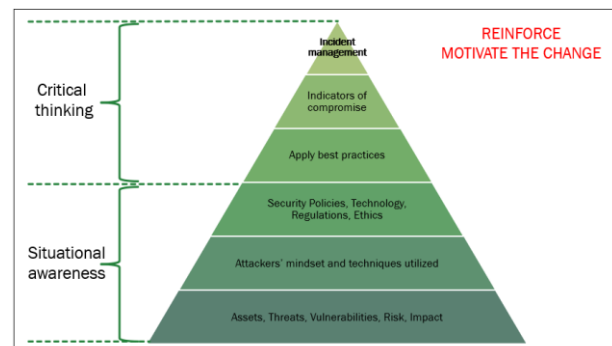 REINFORCE
MOTIVATE THE CHANGE
Critical
thinking
Incident
management
Indicators of
compromise
Apply best practices
Situational
awareness
Security Policies, Technology,
Regulations, Ethics
Attackers' mindset and techniques utilized
Assets, Threats, Vulnerabilities, Risk, Impact